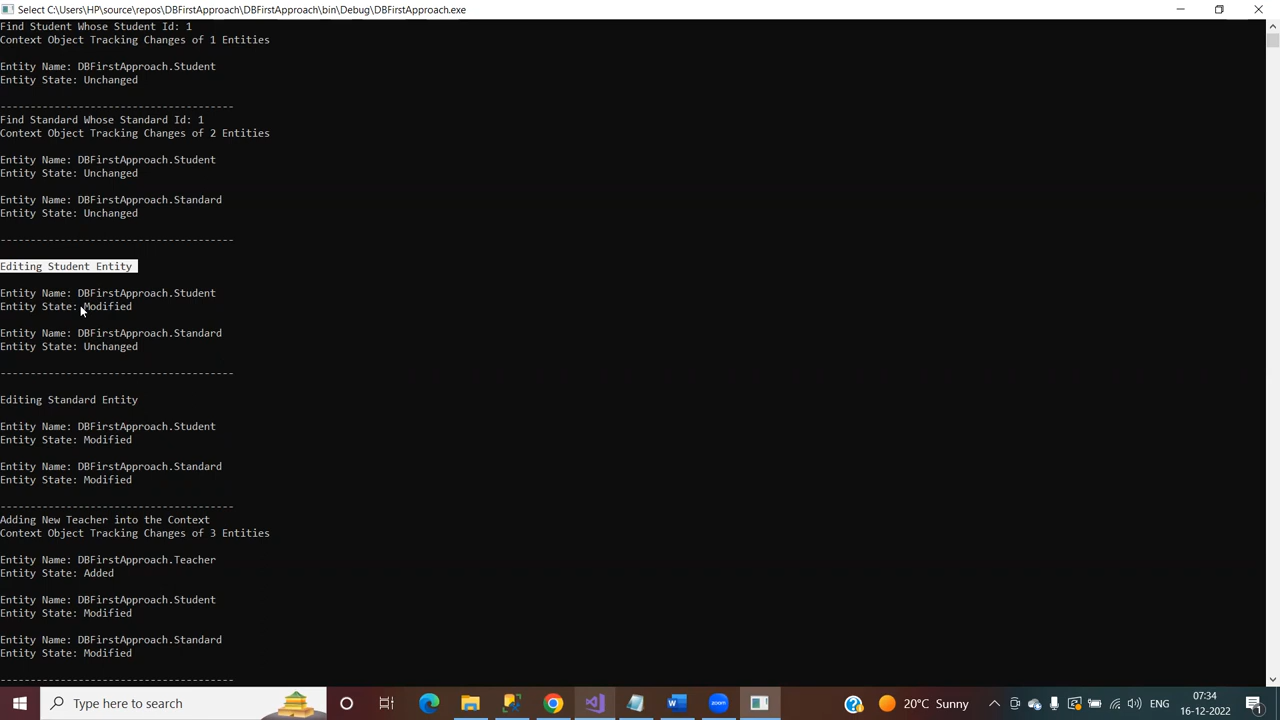 Select C:\Users\HP\source\repos\DBFirstApproach\DBFirstApproach\bin\Debug\DBFirstApproach.exe
Find Student Whose Student Id: 1
Context Object Tracking Changes of 1 Entities
Entity Name: DBFirstApproach.Student
Entity State: Unchanged
---------------------------------------
Find Standard Whose Standard Id: 1
Context Object Tracking Changes of 2 Entities
Entity Name: DBFirstApproach.Student
Entity State: Unchanged
Entity Name: DBFirstApproach.Standard
Entity State: Unchanged
---------------------------------------
Editing Student Entity
Entity Name: DBFirstApproach.Student
Entity State: Modified
Entity Name: DBFirstApproach.Standard
Entity State: Unchanged
---------------------------------------
Editing Standard Entity
Entity Name: DBFirstApproach.Student
Entity State: Modified
Entity Name: DBFirstApproach.Standard
Entity State: Modified
---------------------------------------
Adding New Teacher into the Context
Context Object Tracking Changes of 3 Entities
Entity Name: DBFirstApproach.Teacher
Entity State: Added
Entity Name: DBFirstApproach.Student
Entity State: Modified
Entity Name: DBFirstApproach.Standard
Entity State: Modified
---------------------------------------
Type here to search
zoom
20°C Sunny
ENG
07:34
16-12-2022
1